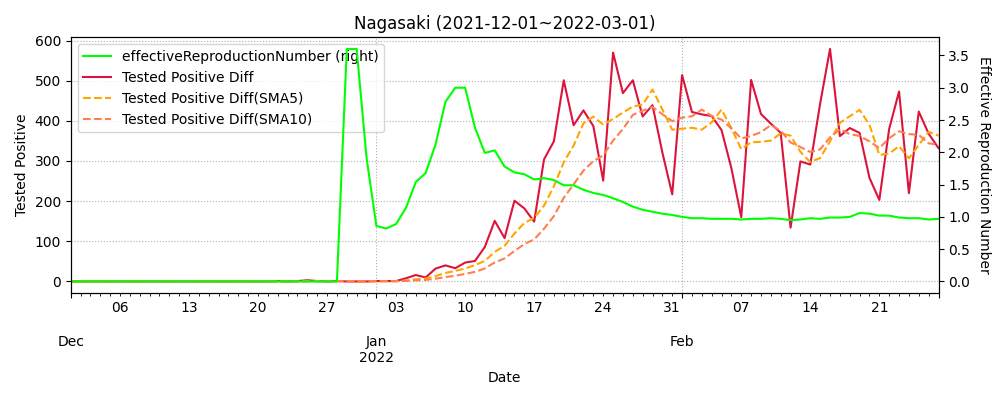 Nagasaki (2021-12-01~2022-03-01)
effectiveReproductionNumber (right)
Tested Positive Diff
Tested Positive Diff(SMA5)
Tested Positive Diff(SMA10)
Tested Positive
600
500
400
300
200
100
0
Effective Reproduction Number
3.5
3.0
2.5
2.0
1.5
1.0
0.5
0.0
06 13 20 27 03 10 17 24 31 07 14 21
Dec Jan Feb
2022
Date